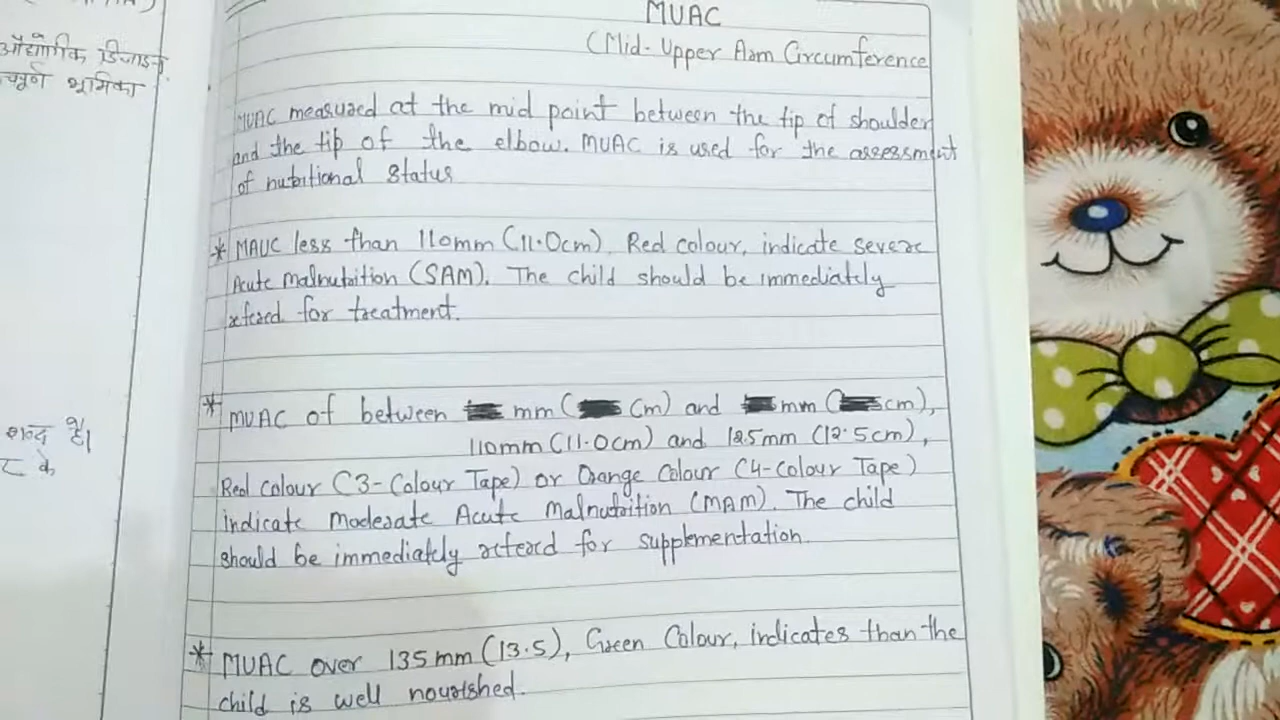 औद्योगिक डिजाइन
भूमिका
शब्द है।
के
MUAC
(Mid-Upper Arm Circumference
MUAC measured at the mid point between the tip of shoulder
and the tip of the elbow. MUAC is used for the assessment
of nutritional Status
* MAUC less than 110mm (11.0cm), Red colour, indicate severe
Acute Malnutrition (SAM). The child should be immediately
refered for treatment.
* MUAC of between mm ( cm) and mm ( cm),
110mm (11.0cm) and 125mm (12.5cm),
Red colour (3-Colour Tape) or Orange Colour (4-Colour Tape)
indicate Moderate Acute Malnutrition (MAM). The child
should be immediately refered for supplementation.
* MUAC over 135mm (13.5), Green Colour, indicates than the
child is well nourished.